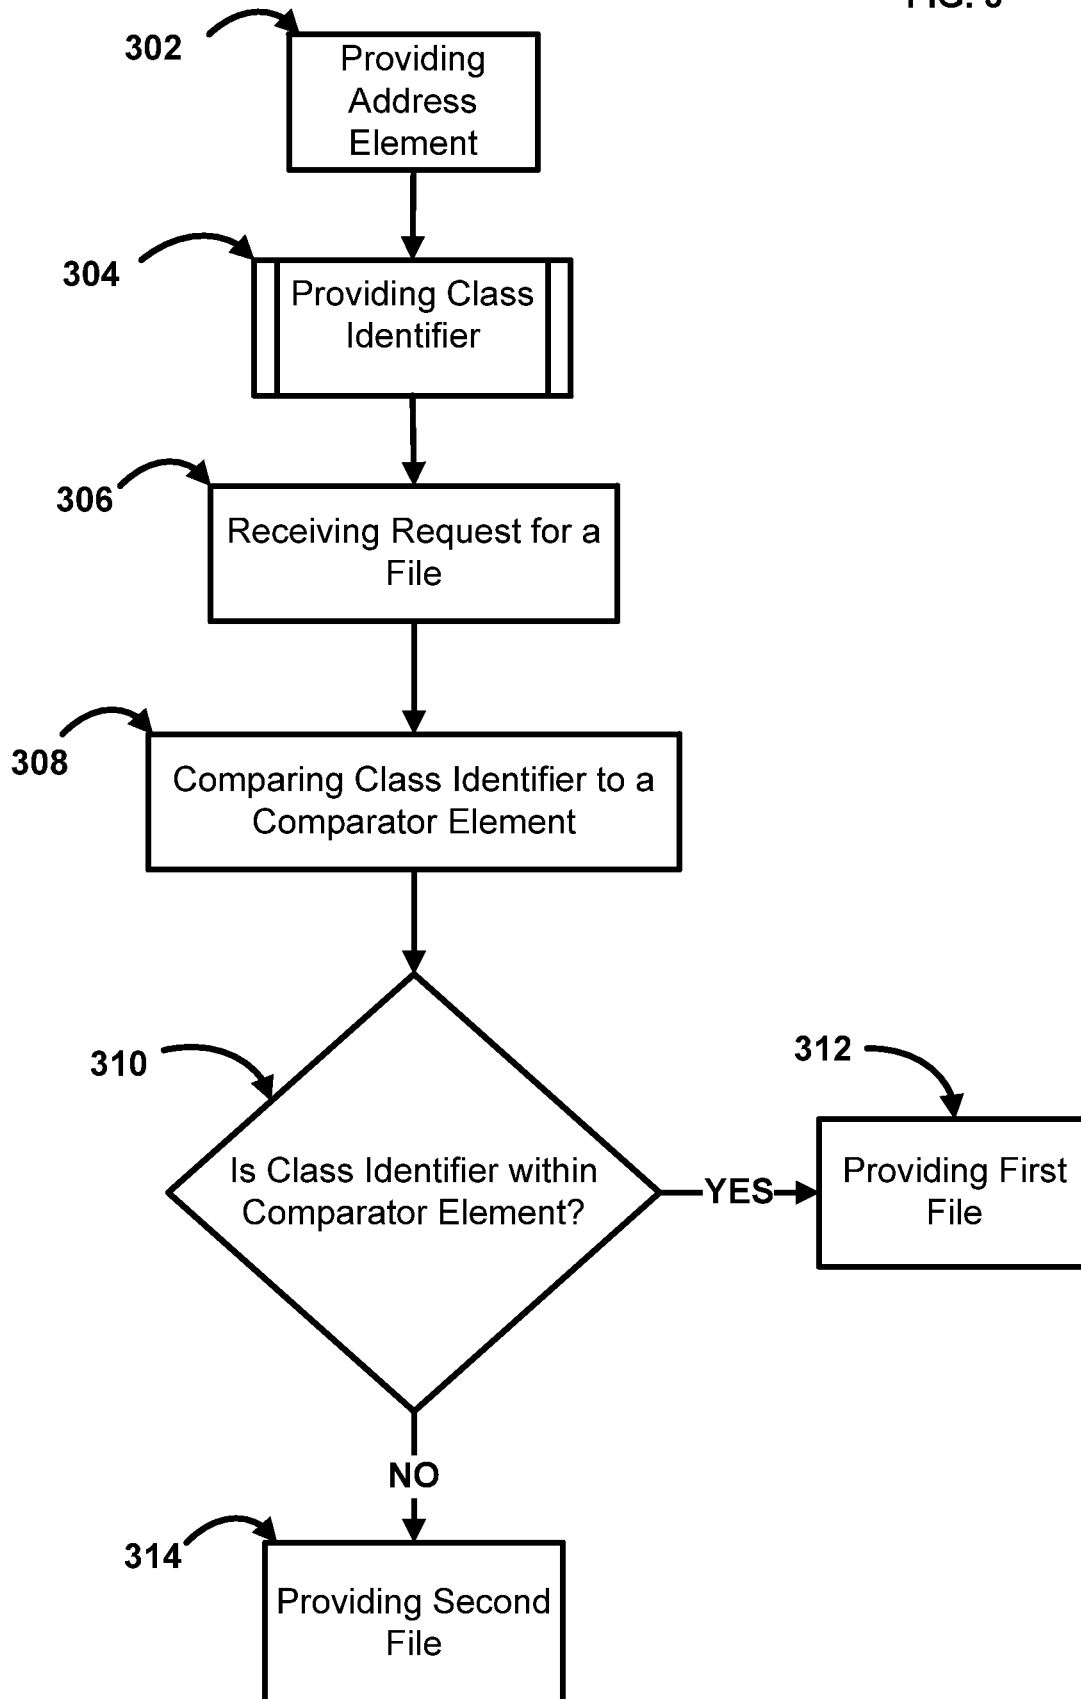 302
Providing
Address
Element
304
Providing Class
Identifier
306
Receiving Request for a
File
308
Comparing Class Identifier to a
Comparator Element
310
Is Class Identifier within
Comparator Element?
YES
312
Providing First
File
NO
314
Providing Second
File